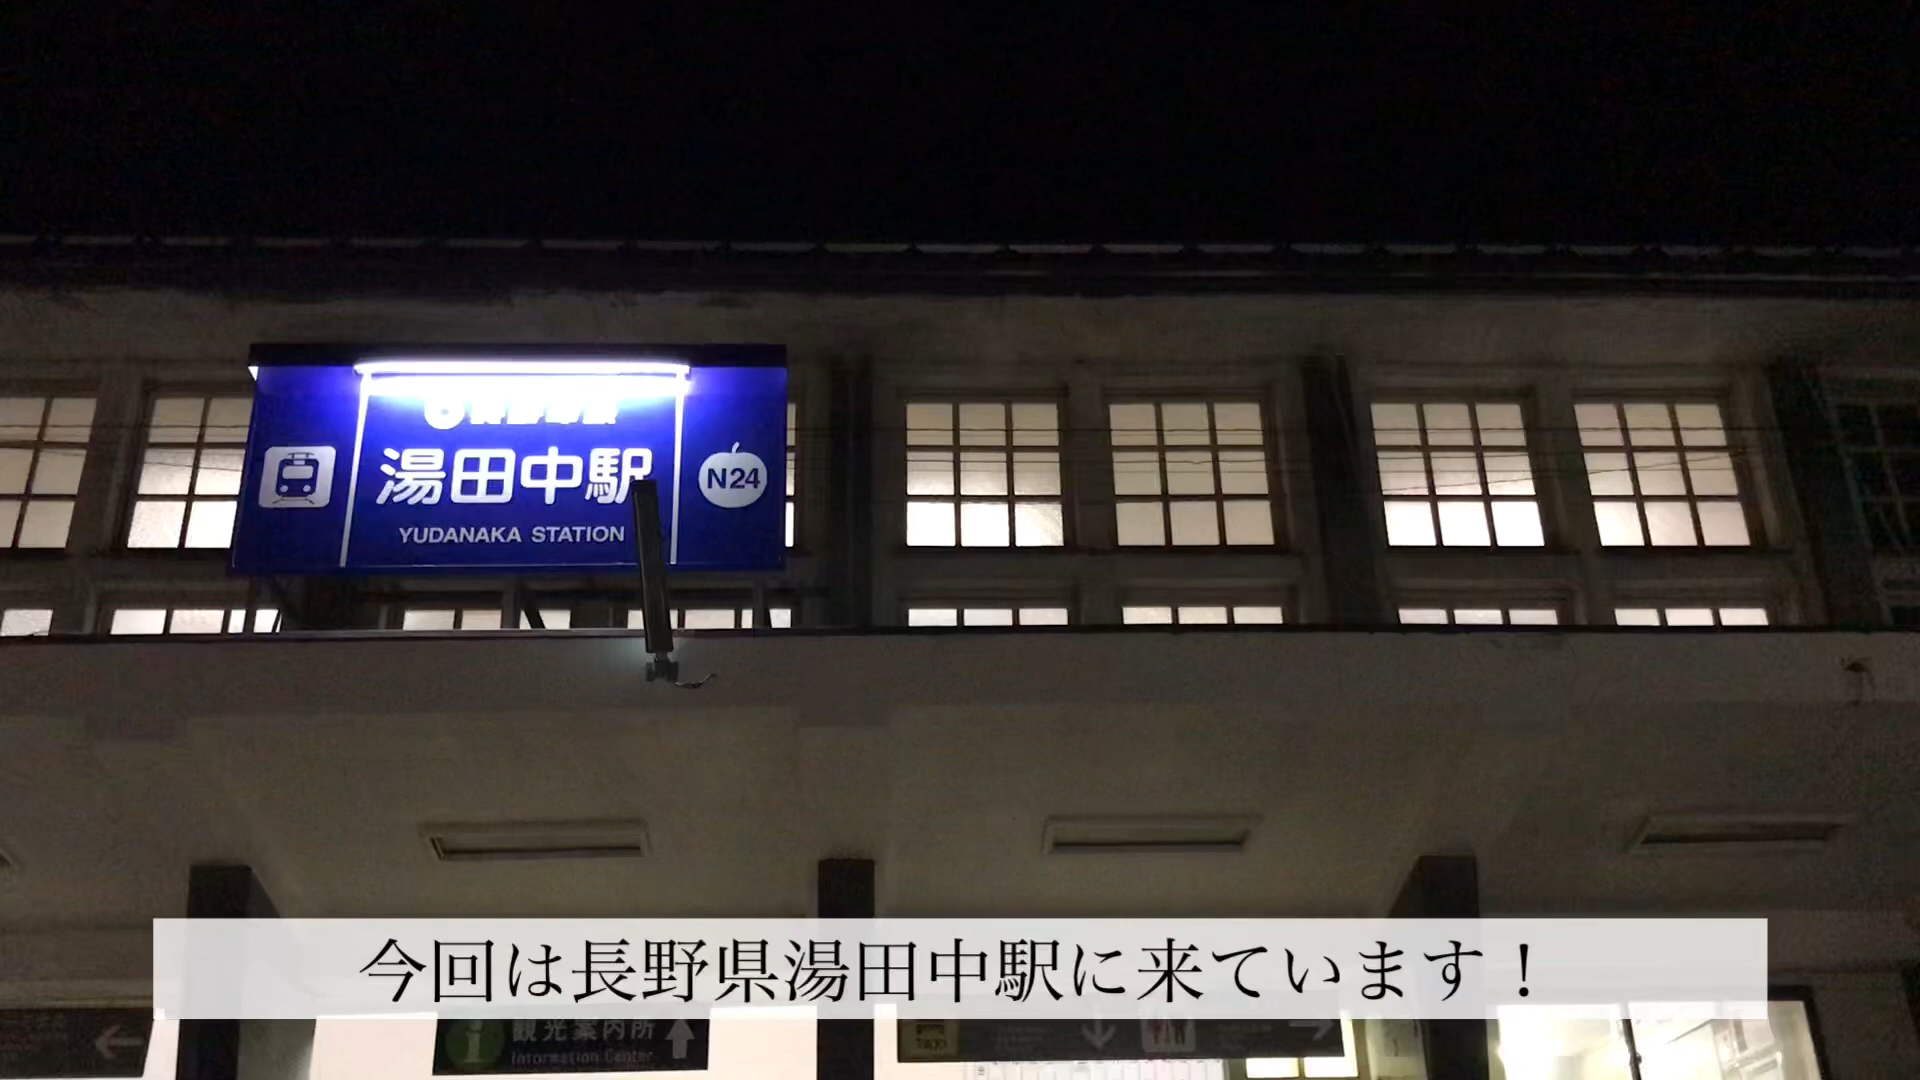 湯田中駅
N24
YUDANAKA STATION
今回は長野県湯田中駅に来ています！
観光案内所
Information Center